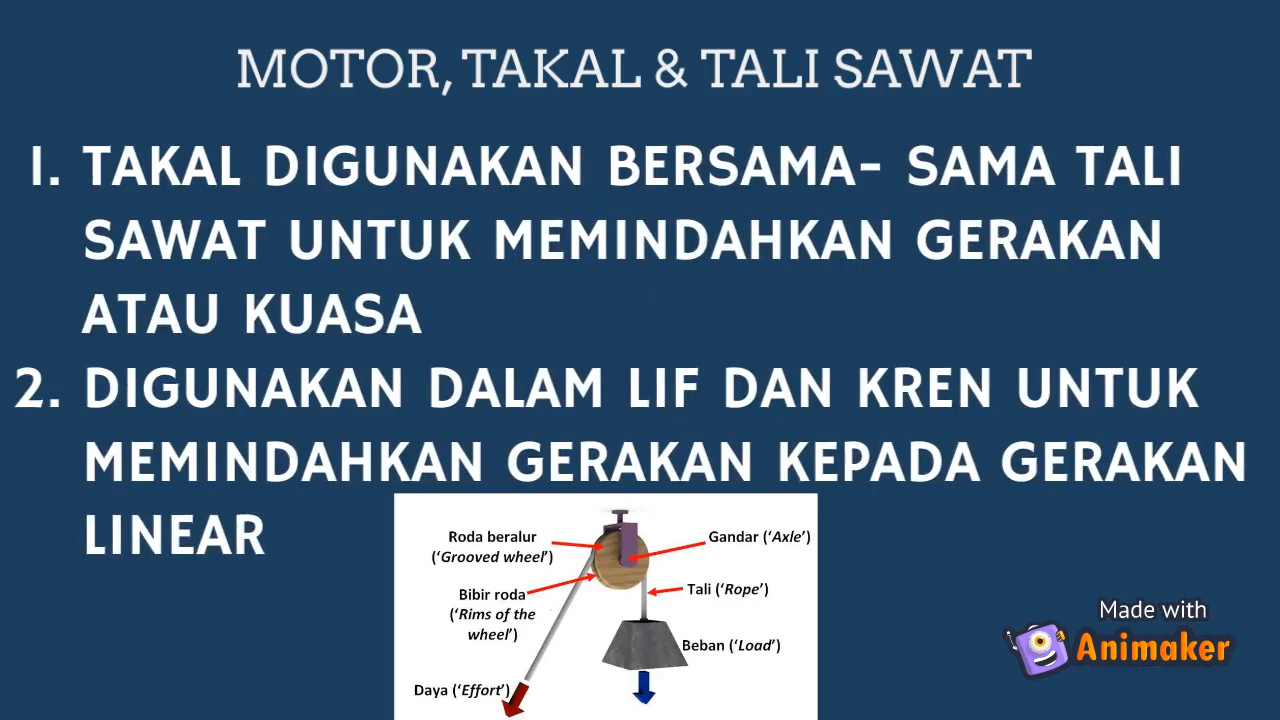 MOTOR, TAKAL & TALI SAWAT
1. TAKAL DIGUNAKAN BERSAMA- SAMA TALI
SAWAT UNTUK MEMINDAHKAN GERAKAN
ATAU KUASA
2. DIGUNAKAN DALAM LIF DAN KREN UNTUK
MEMINDAHKAN GERAKAN KEPADA GERAKAN
LINEAR
Roda beralur
('Grooved wheel')
Bibir roda
('Rims of the
wheel')
Daya ('Effort')
Gandar ('Axle')
Tali ('Rope')
Beban ('Load')
Made with
Animaker